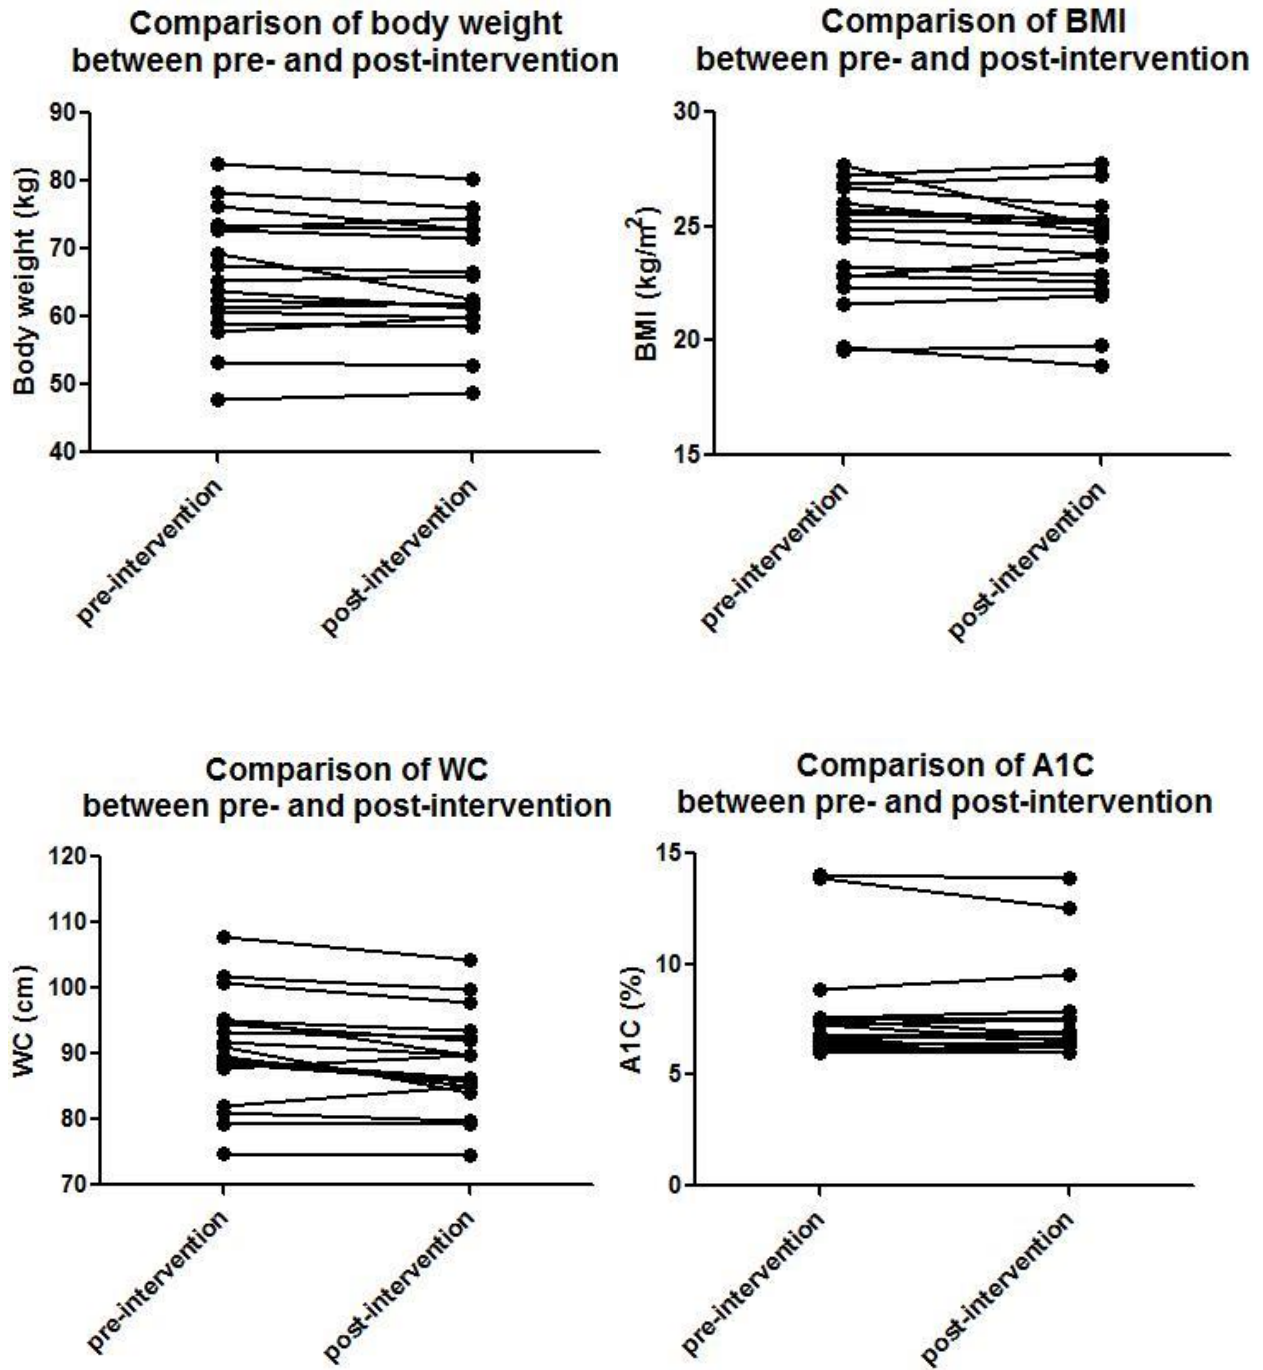 Comparison of body weight
between pre- and post-intervention
90
80
70
60
50
40
Body weight (kg)
pre-intervention
post-intervention
Comparison of BMI
between pre- and post-intervention
30
25
20
15
BMI (kg/m²)
pre-intervention
post-intervention
Comparison of WC
between pre- and post-intervention
120
110
100
90
80
70
WC (cm)
pre-intervention
post-intervention
Comparison of A1C
between pre- and post-intervention
15
10
5
0
A1C (%)
pre-intervention
post-intervention